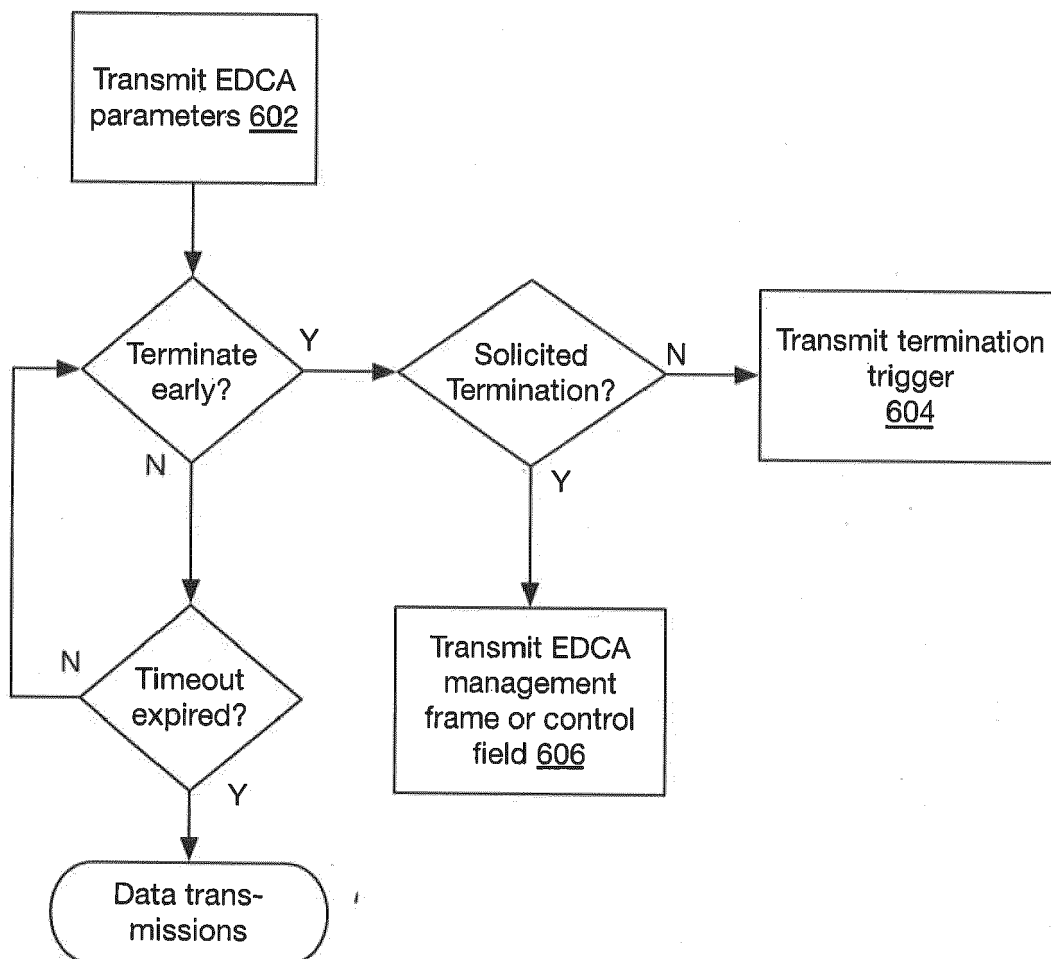 Transmit EDCA
parameters 602
Terminate
early?
Y
N
Solicited
Termination?
N
Y
Transmit termination
trigger
604
Timeout
expired?
N
Y
Transmit EDCA
management
frame or control
field 606
Data trans-
missions